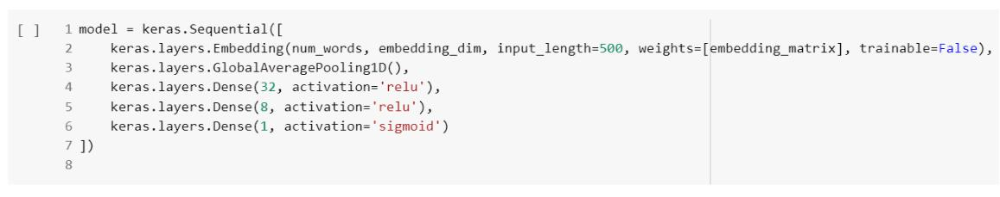 [ ] 1 model = keras.Sequential([
2     keras.layers.Embedding(num_words, embedding_dim, input_length=500, weights=[embedding_matrix], trainable=False),
3     keras.layers.GlobalAveragePooling1D(),
4     keras.layers.Dense(32, activation='relu'),
5     keras.layers.Dense(8, activation='relu'),
6     keras.layers.Dense(1, activation='sigmoid')
7 ])
8